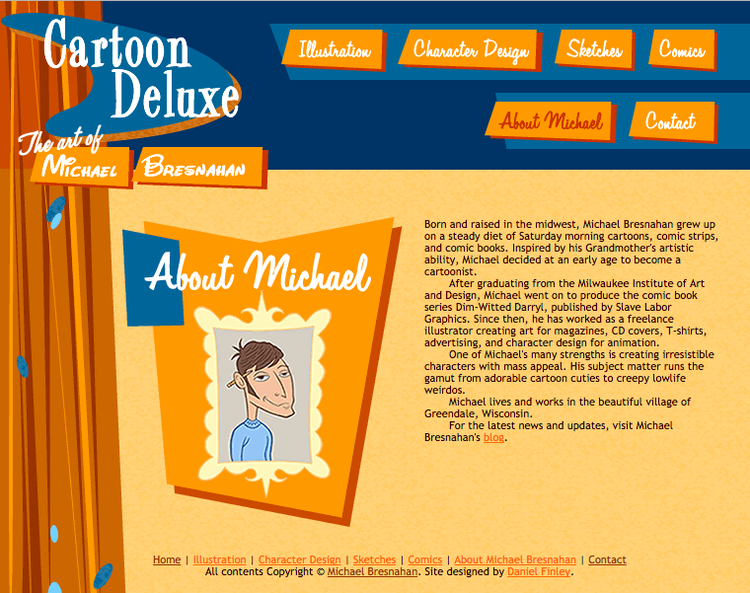 Cartoon
Deluxe
The art of
Michael Bresnahan
Illustration Character Design Sketches Comics
About Michael Contact
About Michael
Born and raised in the midwest, Michael Bresnahan grew up
on a steady diet of Saturday morning cartoons, comic strips,
and comic books. Inspired by his Grandmother's artistic
ability, Michael decided at an early age to become a
cartoonist.
After graduating from the Milwaukee Institute of Art
and Design, Michael went on to produce the comic book
series Dim-Witted Darryl, published by Slave Labor
Graphics. Since then, he has worked as a freelance
illustrator creating art for magazines, CD covers, T-shirts,
advertising, and character design for animation.
One of Michael's many strengths is creating irresistible
characters with mass appeal. His subject matter runs the
gamut from adorable cartoon cuties to creepy lowlife
weirdos.
Michael lives and works in the beautiful village of
Greendale, Wisconsin.
For the latest news and updates, visit Michael
Bresnahan's blog.
Home | Illustration | Character Design | Sketches | Comics | About Michael Bresnahan | Contact
All contents Copyright © Michael Bresnahan. Site designed by Daniel Finley.